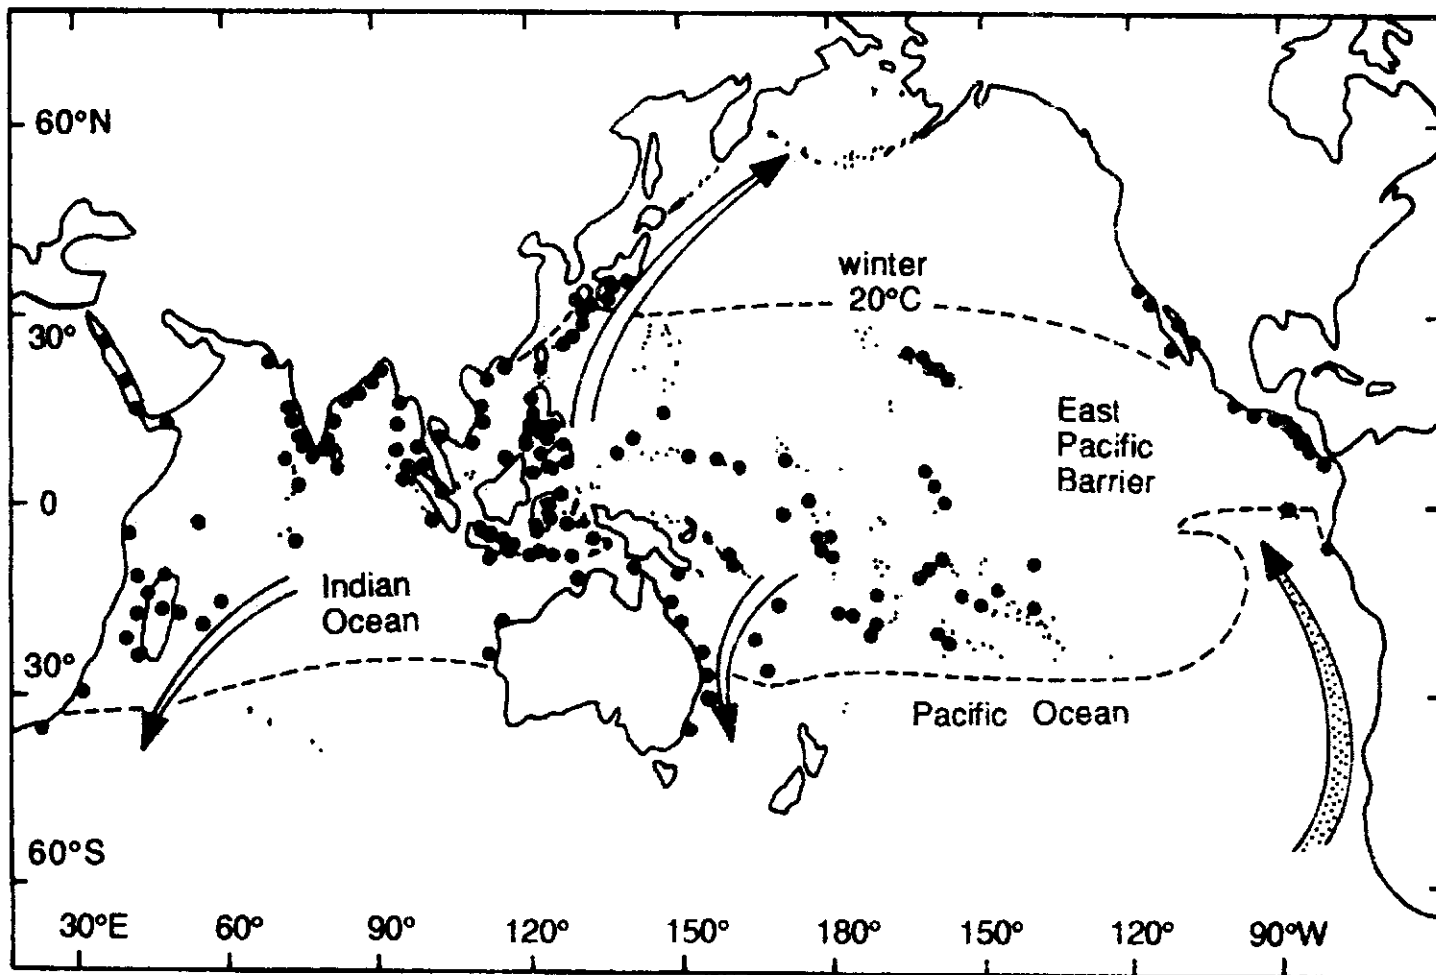 60°N
winter
20°C
30°
East
Pacific
Barrier
0
Indian
Ocean
30°
Pacific Ocean
60°S
30°E 60° 90° 120° 150° 180° 150° 120° 90°W